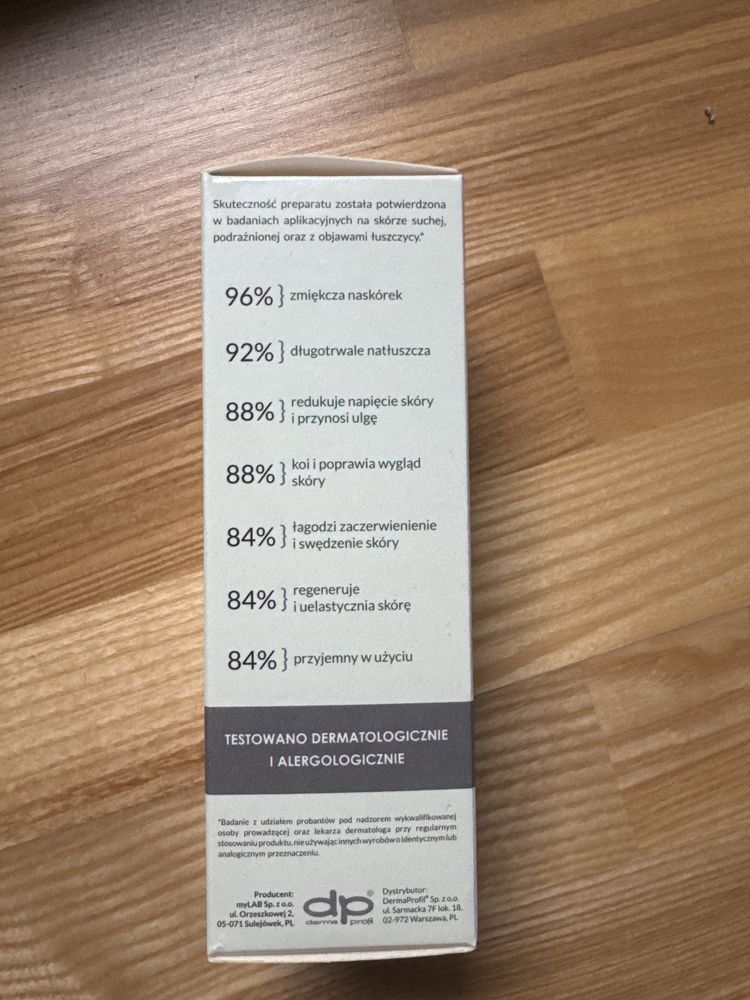 Skuteczność preparatu została potwierdzona
w badaniach aplikacyjnych na skórze suchej,
podrażnionej oraz z objawami łuszczycy.*
96% } zmiękcza naskórek
92% } długotrwale natłuszcza
88% } redukuje napięcie skóry
i przynosi ulgę
88% } koi i poprawia wygląd
skóry
84% } łagodzi zaczerwienienie
i swędzenie skóry
84% } regeneruje
i uelastycznia skórę
84% } przyjemny w użyciu
TESTOWANO DERMATOLOGICZNIE
I ALERGOLOGICZNIE
*Badanie z udziałem probantów pod nadzorem wykwalifikowanej
osoby prowadzącej oraz lekarza dermatologa przy regularnym
stosowaniu produktu, nie używając innych wyrobów o identycznym lub
analogicznym przeznaczeniu.
Producent:
myLAB Sp. z o.o.
ul. Orzeszkowej 2,
05-071 Sulejówek, PL
dp®
derma profil
Dystrybutor:
DermaProfil® Sp. z o.o.
ul. Sarmacka 7F lok. 18,
02-972 Warszawa, PL